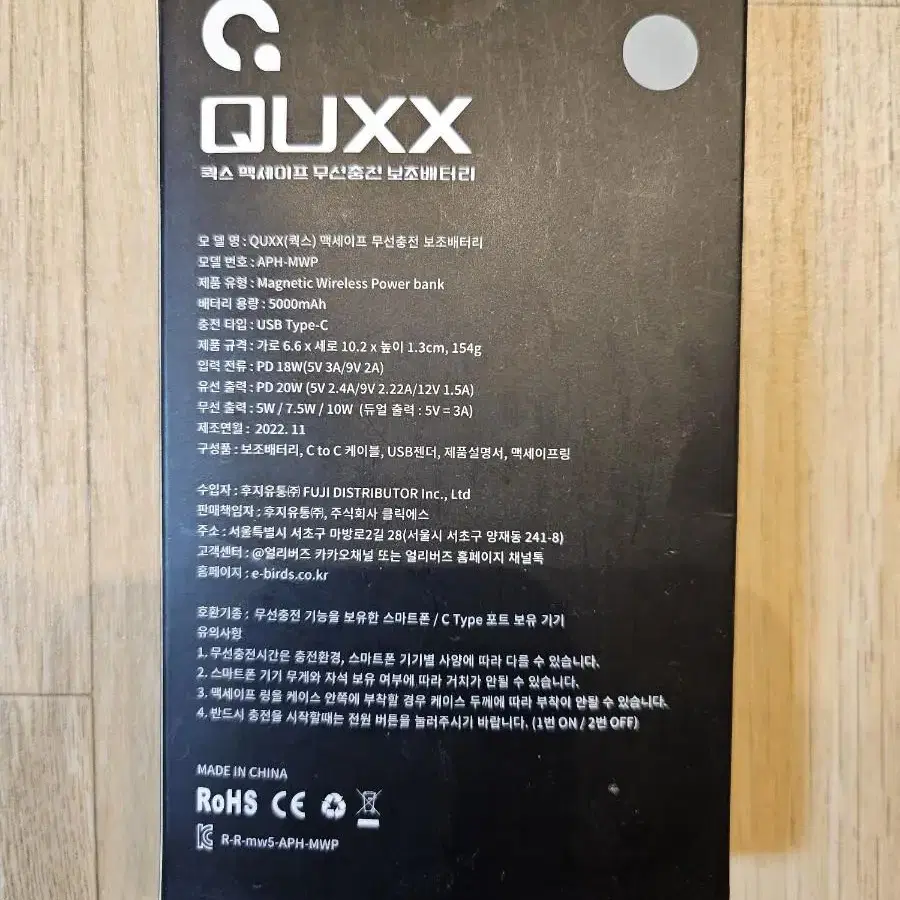 QUXX
퀵스 맥세이프 무선충전 보조배터리
모 델 명 : QUXX(퀵스) 맥세이프 무선충전 보조배터리
모델 번호 : APH-MWP
제품 유형 : Magnetic Wireless Power bank
배터리 용량 : 5000mAh
충전 타입 : USB Type-C
제품 규격 : 가로 6.6 x 세로 10.2 x 높이 1.3cm, 154g
입력 전류 : PD 18W(5V 3A/9V 2A)
유선 출력 : PD 20W (5V 2.4A/9V 2.22A/12V 1.5A)
무선 출력 : 5W / 7.5W / 10W (듀얼 출력 : 5V = 3A)
제조연월 : 2022. 11
구성품 : 보조배터리, C to C 케이블, USB젠더, 제품설명서, 맥세이프링
수입자 : 후지유통㈜ FUJI DISTRIBUTOR Inc., Ltd
판매책임자 : 후지유통㈜, 주식회사 클릭에스
주소 : 서울특별시 서초구 마방로2길 28(서울시 서초구 양재동 241-8)
고객센터 : @얼리버즈 카카오채널 또는 얼리버즈 홈페이지 채널톡
홈페이지 : e-birds.co.kr
호환기종 : 무선충전 기능을 보유한 스마트폰 / C Type 포트 보유 기기
유의사항
1. 무선충전시간은 충전환경, 스마트폰 기기별 사양에 따라 다를 수 있습니다.
2. 스마트폰 기기 무게와 자석 보유 여부에 따라 거치가 안될 수 있습니다.
3. 맥세이프 링을 케이스 안쪽에 부착할 경우 케이스 두께에 따라 부착이 안될 수 있습니다.
4. 반드시 충전을 시작할때는 전원 버튼을 눌러주시기 바랍니다. (1번 ON / 2번 OFF)
MADE IN CHINA
RoHS CE
R-R-mw5-APH-MWP